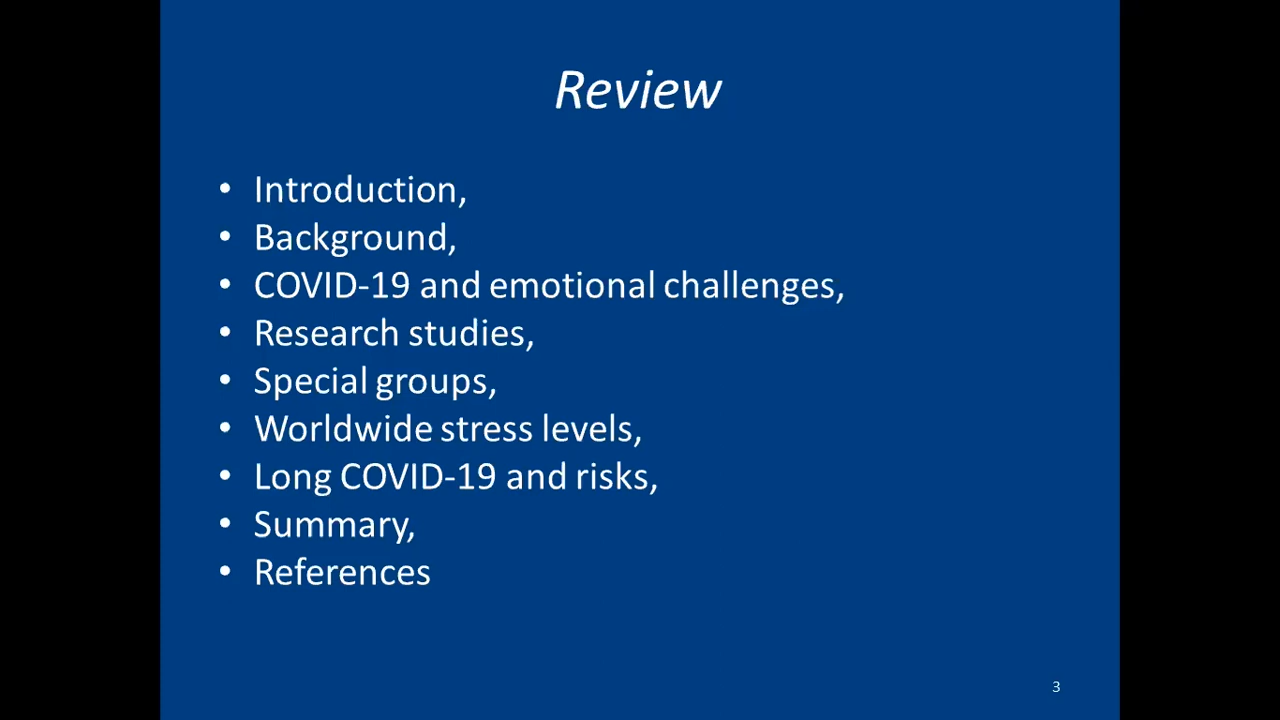 Review
• Introduction,
• Background,
• COVID-19 and emotional challenges,
• Research studies,
• Special groups,
• Worldwide stress levels,
• Long COVID-19 and risks,
• Summary,
• References
3